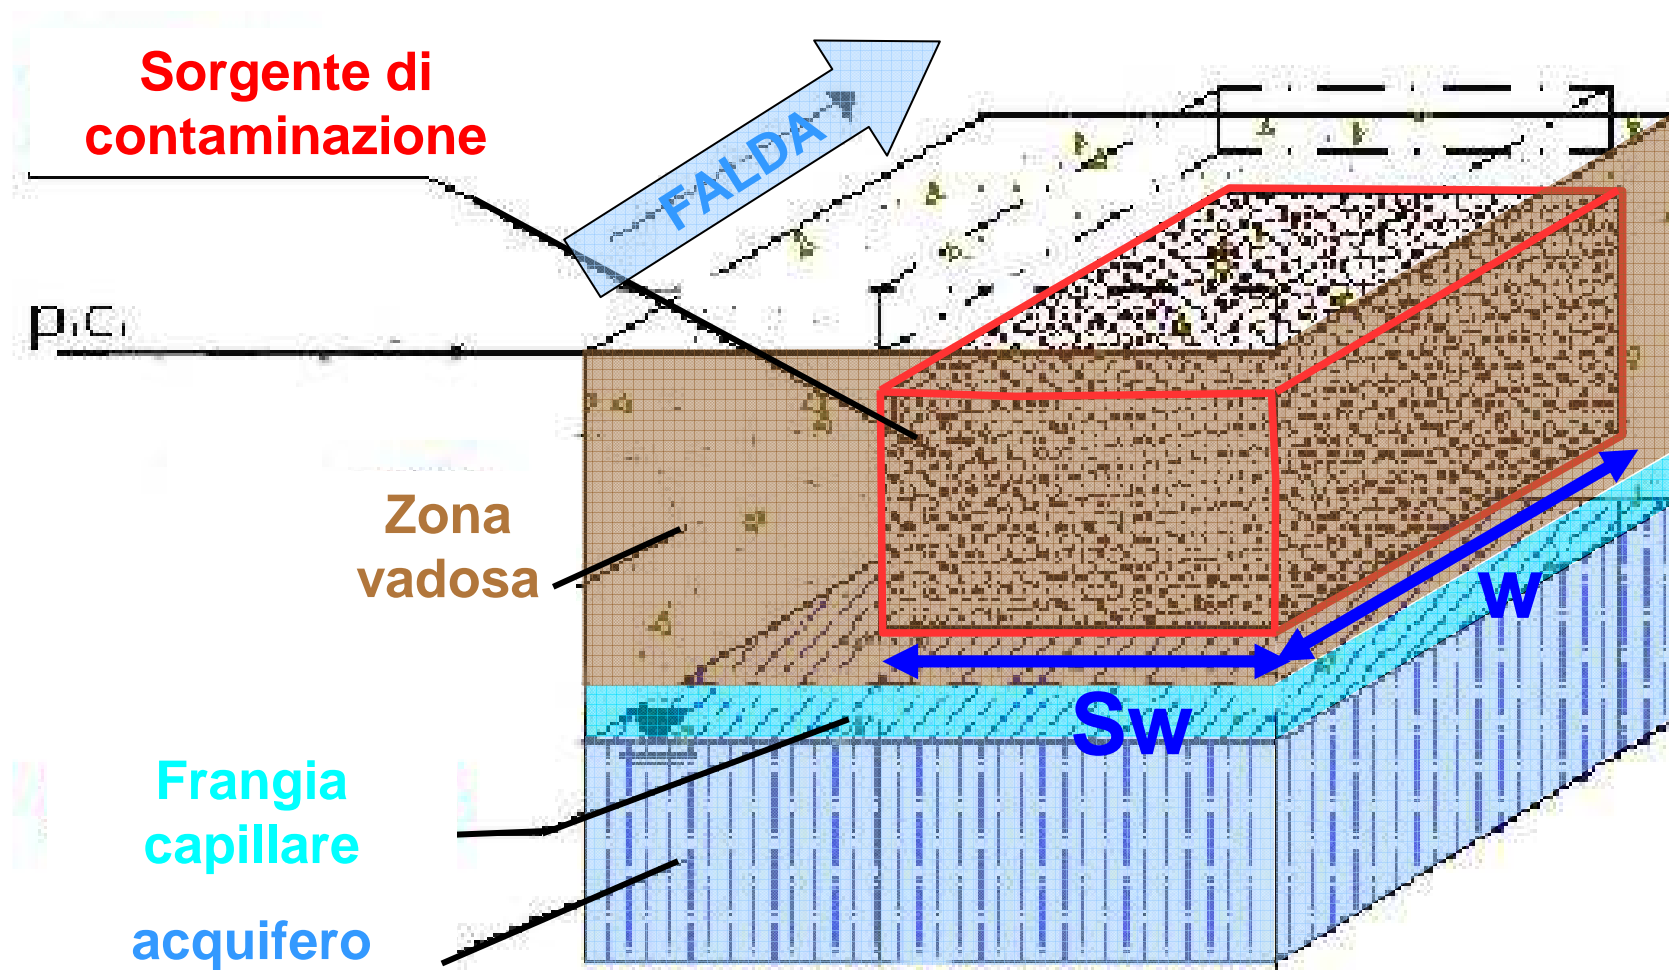 Sorgente di
contaminazione
FALDA
Zona
vadosa
w
Sw
Frangia
capillare
acquifero